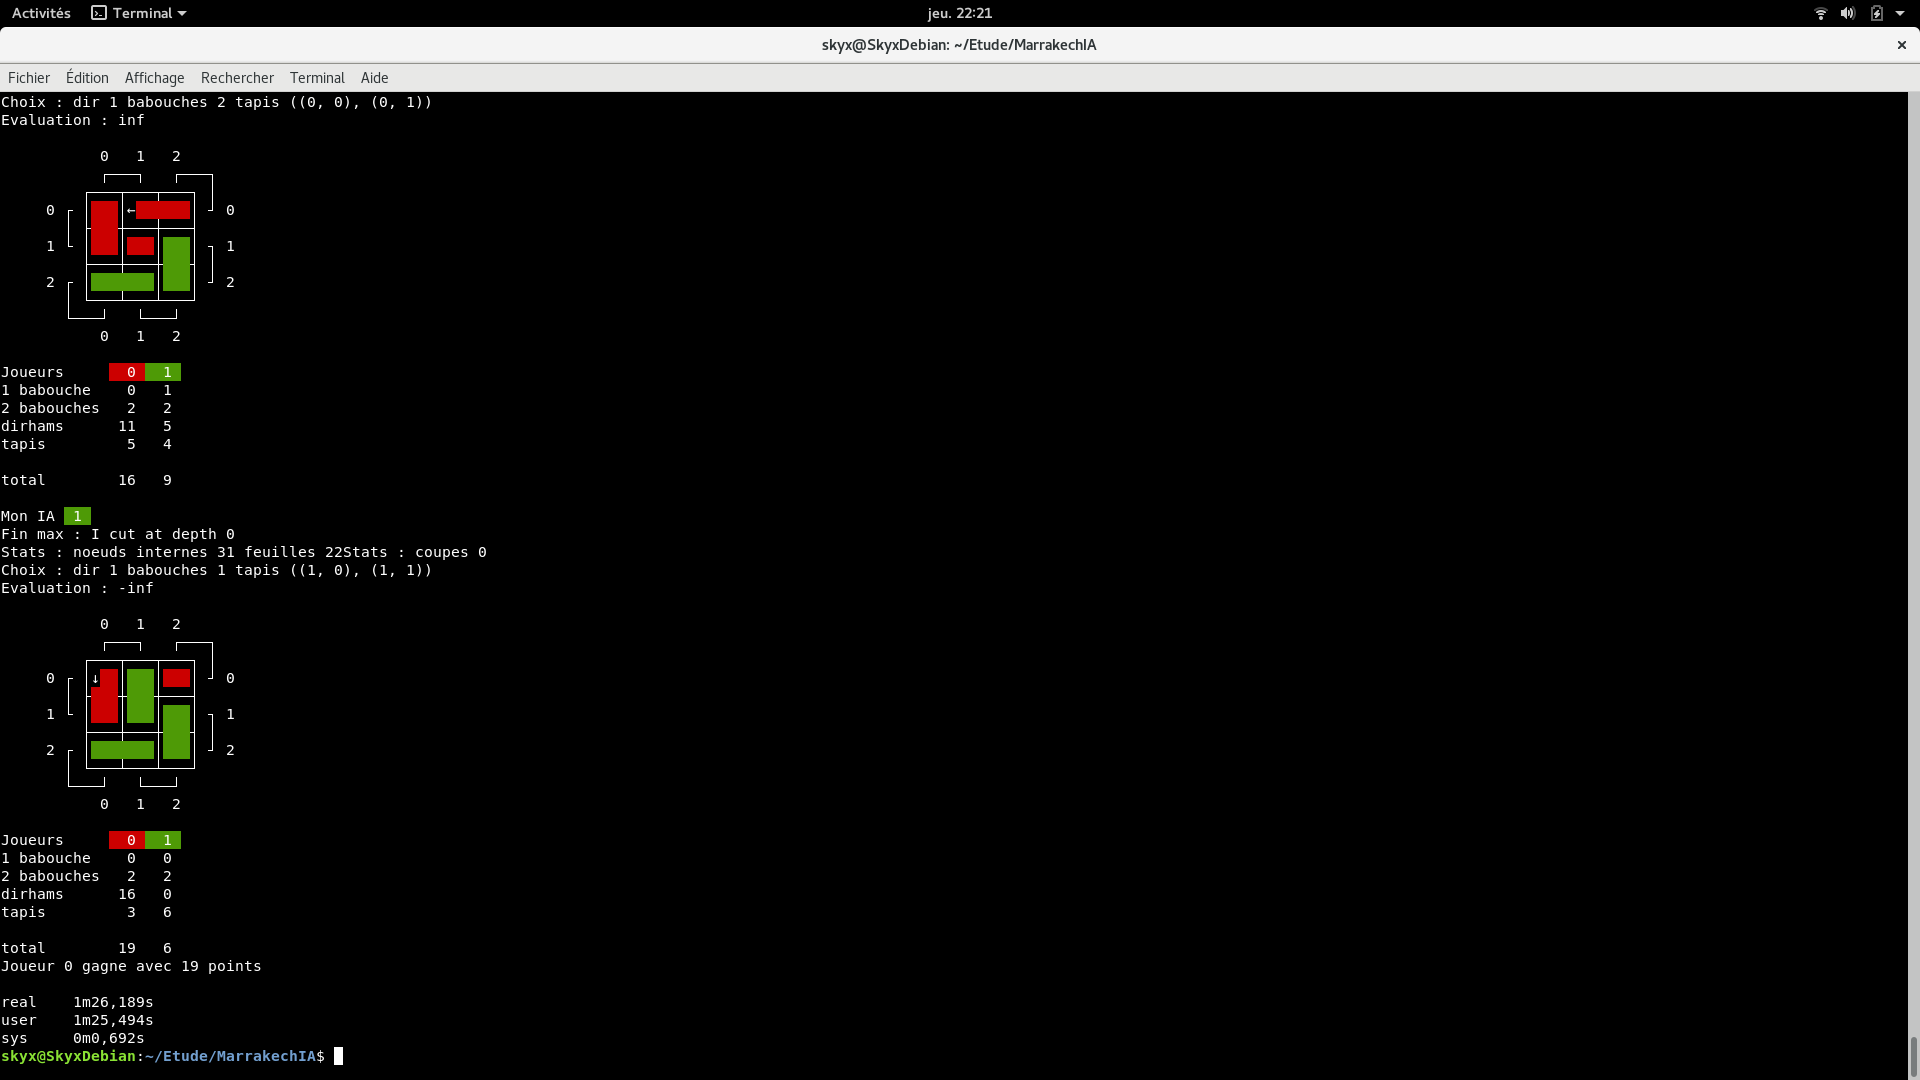 Activités Terminal jeu. 22:21
skyx@SkyxDebian: ~/Etude/MarrakechIA ×
Fichier Édition Affichage Rechercher Terminal Aide
Choix : dir 1 babouches 2 tapis ((0, 0), (0, 1))
Evaluation : inf
0 1 2
0 ← 0
1 1
2 2
0 1 2
Joueurs 0 1
1 babouche 0 1
2 babouches 2 2
dirhams 11 5
tapis 5 4
total 16 9
Mon IA 1
Fin max : I cut at depth 0
Stats : noeuds internes 31 feuilles 22Stats : coupes 0
Choix : dir 1 babouches 1 tapis ((1, 0), (1, 1))
Evaluation : -inf
0 1 2
0 ↓ 0
1 1
2 2
0 1 2
Joueurs 0 1
1 babouche 0 0
2 babouches 2 2
dirhams 16 0
tapis 3 6
total 19 6
Joueur 0 gagne avec 19 points
real 1m26,189s
user 1m25,494s
sys 0m0,692s
skyx@SkyxDebian:~/Etude/MarrakechIA$